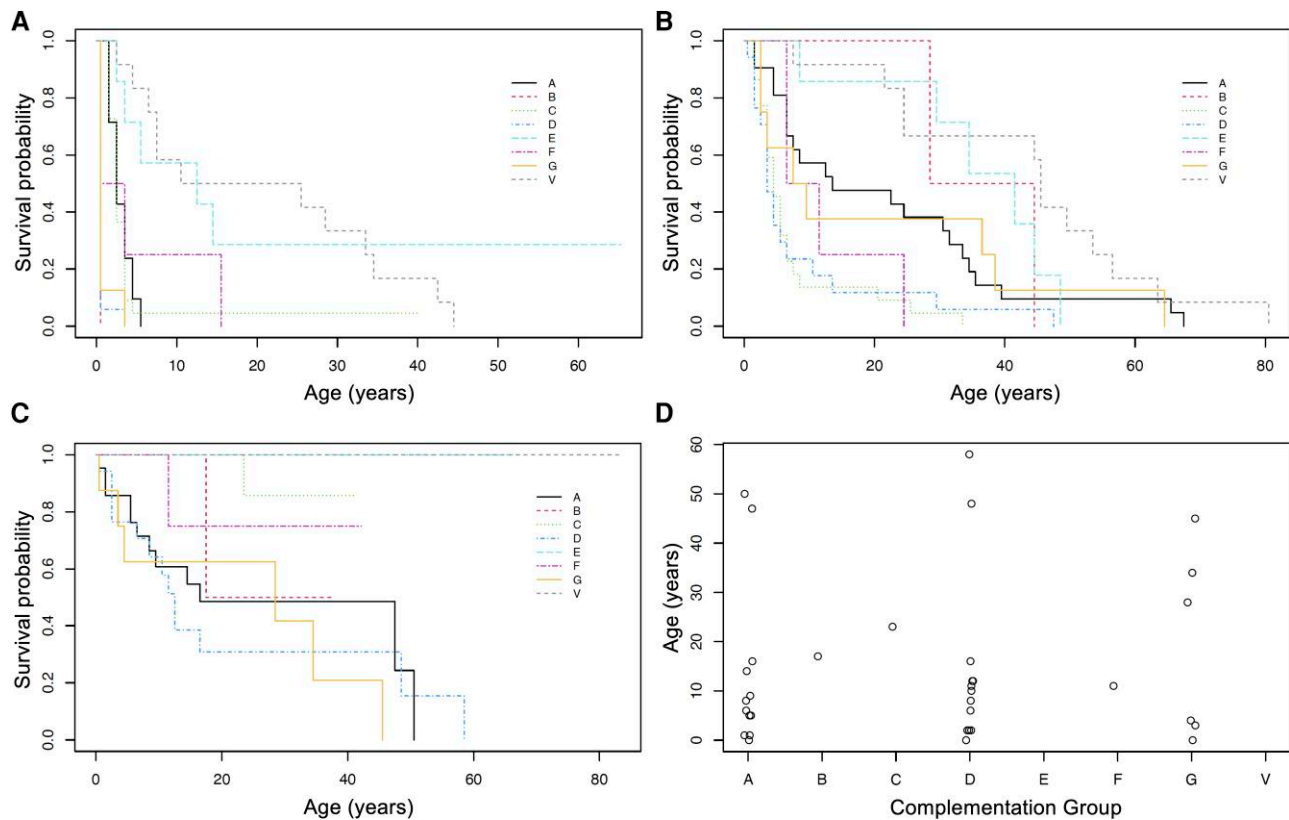 A
Survival probability
1.0
0.8
0.6
0.4
0.2
0.0
A
B
C
D
E
F
G
V
0 10 20 30 40 50 60
Age (years)
B
Survival probability
1.0
0.8
0.6
0.4
0.2
0.0
A
B
C
D
E
F
G
V
0 20 40 60 80
Age (years)
C
Survival probability
1.0
0.8
0.6
0.4
0.2
0.0
A
B
C
D
E
F
G
V
0 20 40 60 80
Age (years)
D
Age (years)
60
50
40
30
20
10
0
A B C D E F G V
Complementation Group